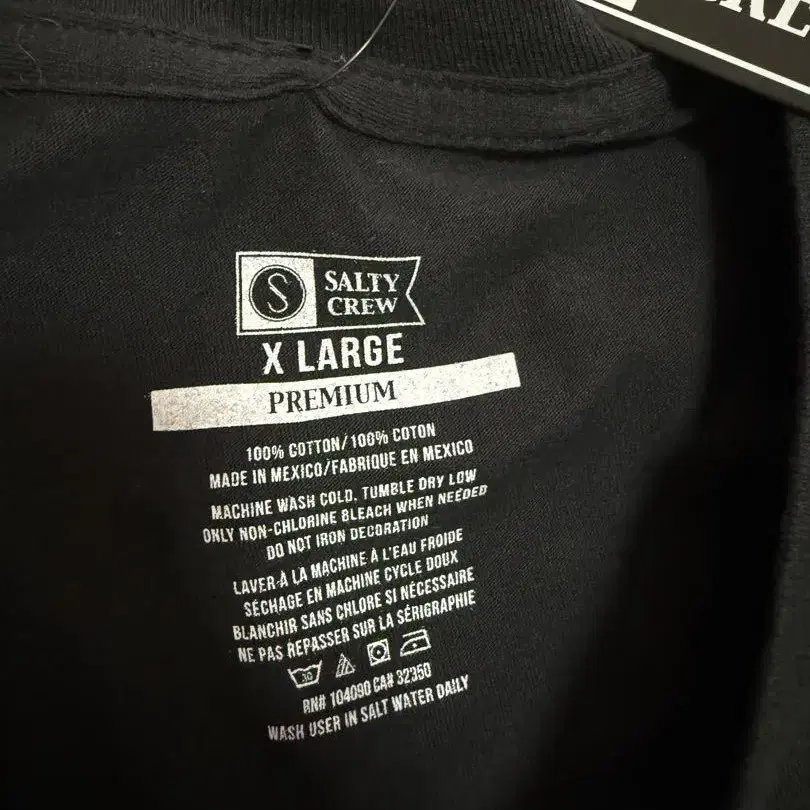 S
SALTY
CREW
X LARGE
PREMIUM
100% COTTON/100% COTON
MADE IN MEXICO/FABRIQUE EN MEXICO
MACHINE WASH COLD. TUMBLE DRY LOW
ONLY NON-CHLORINE BLEACH WHEN NEEDED
DO NOT IRON DECORATION
LAVER À LA MACHINE À L'EAU FROIDE
SÉCHAGE EN MACHINE CYCLE DOUX
BLANCHIR SANS CHLORE SI NÉCESSAIRE
NE PAS REPASSER SUR LA SÉRIGRAPHIE
30
RN# 104090 CA# 32350
WASH USER IN SALT WATER DAILY